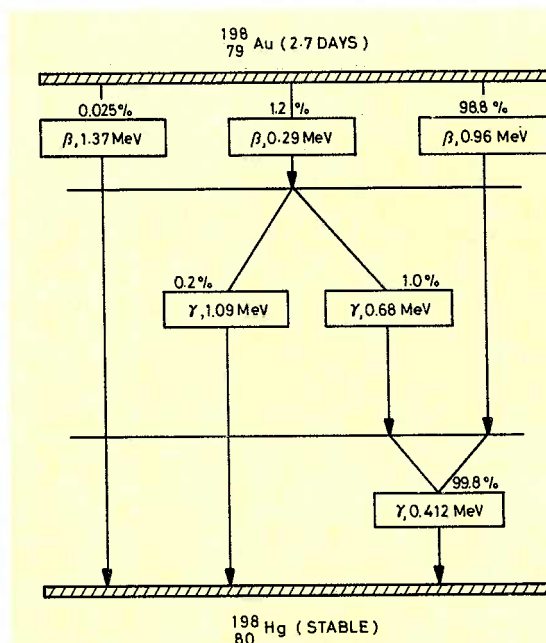 198
79 Au (2.7 DAYS)
0.025% 1.2% 98.8%
β, 1.37 MeV β, 0.29 MeV β, 0.96 MeV
0.2% 1.0%
γ, 1.09 MeV γ, 0.68 MeV
99.8%
γ, 0.412 MeV
198
80 Hg (STABLE)